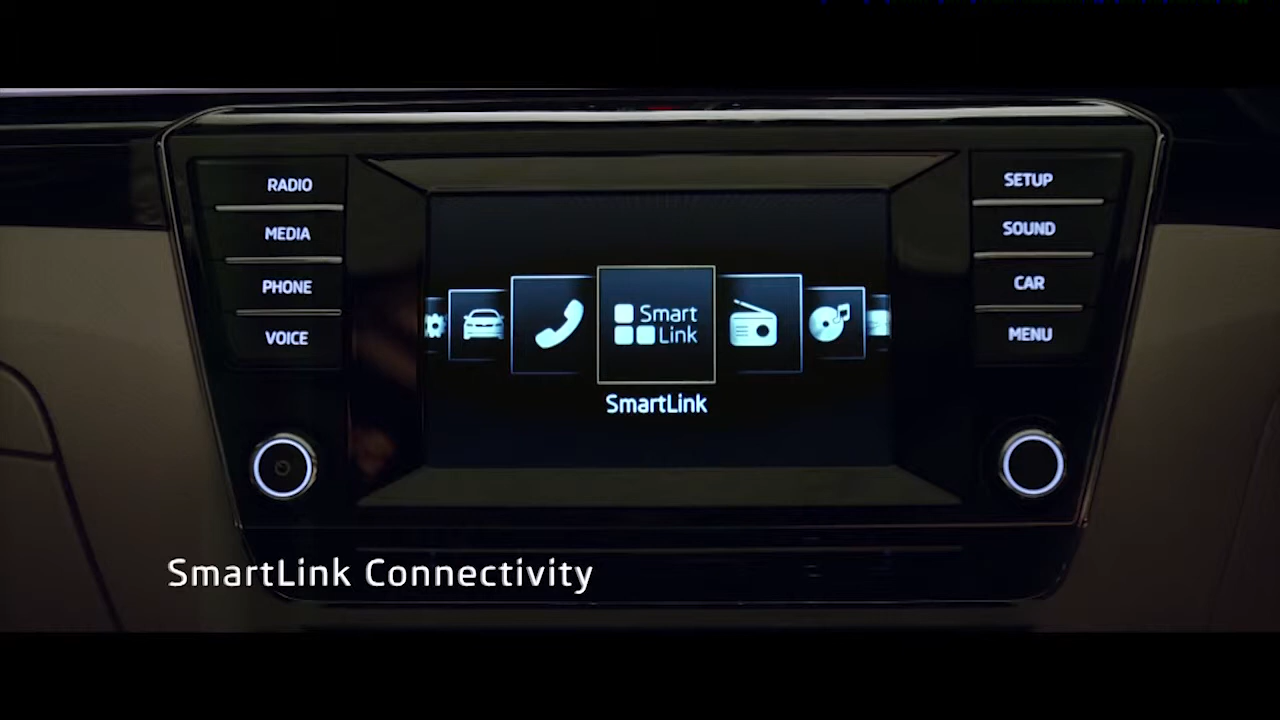 RADIO
MEDIA
PHONE
VOICE
Smart
Link
SmartLink
SETUP
SOUND
CAR
MENU
SmartLink Connectivity